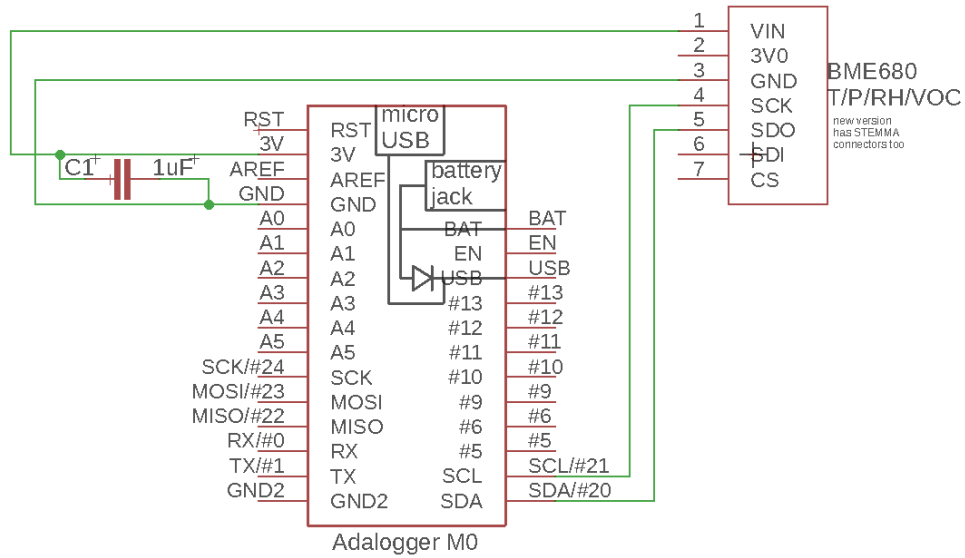 1 VIN
2 3V0
3 GND
4 SCK
5 SDO
6 SDI
7 CS
BME680
T/P/RH/VOC
new version
has STEMMA
connectors too
micro
USB
battery
jack
C1 1uF
RST RST
3V 3V
AREF AREF
GND GND
A0 A0
A1 A1
A2 A2
A3 A3
A4 A4
A5 A5
SCK/#24 SCK
MOSI/#23 MOSI
MISO/#22 MISO
RX/#0 RX
TX/#1 TX
GND2 GND2
BAT BAT
EN EN
USB USB
#13 #13
#12 #12
#11 #11
#10 #10
#9 #9
#6 #6
#5 #5
SCL SCL/#21
SDA SDA/#20
Adalogger M0